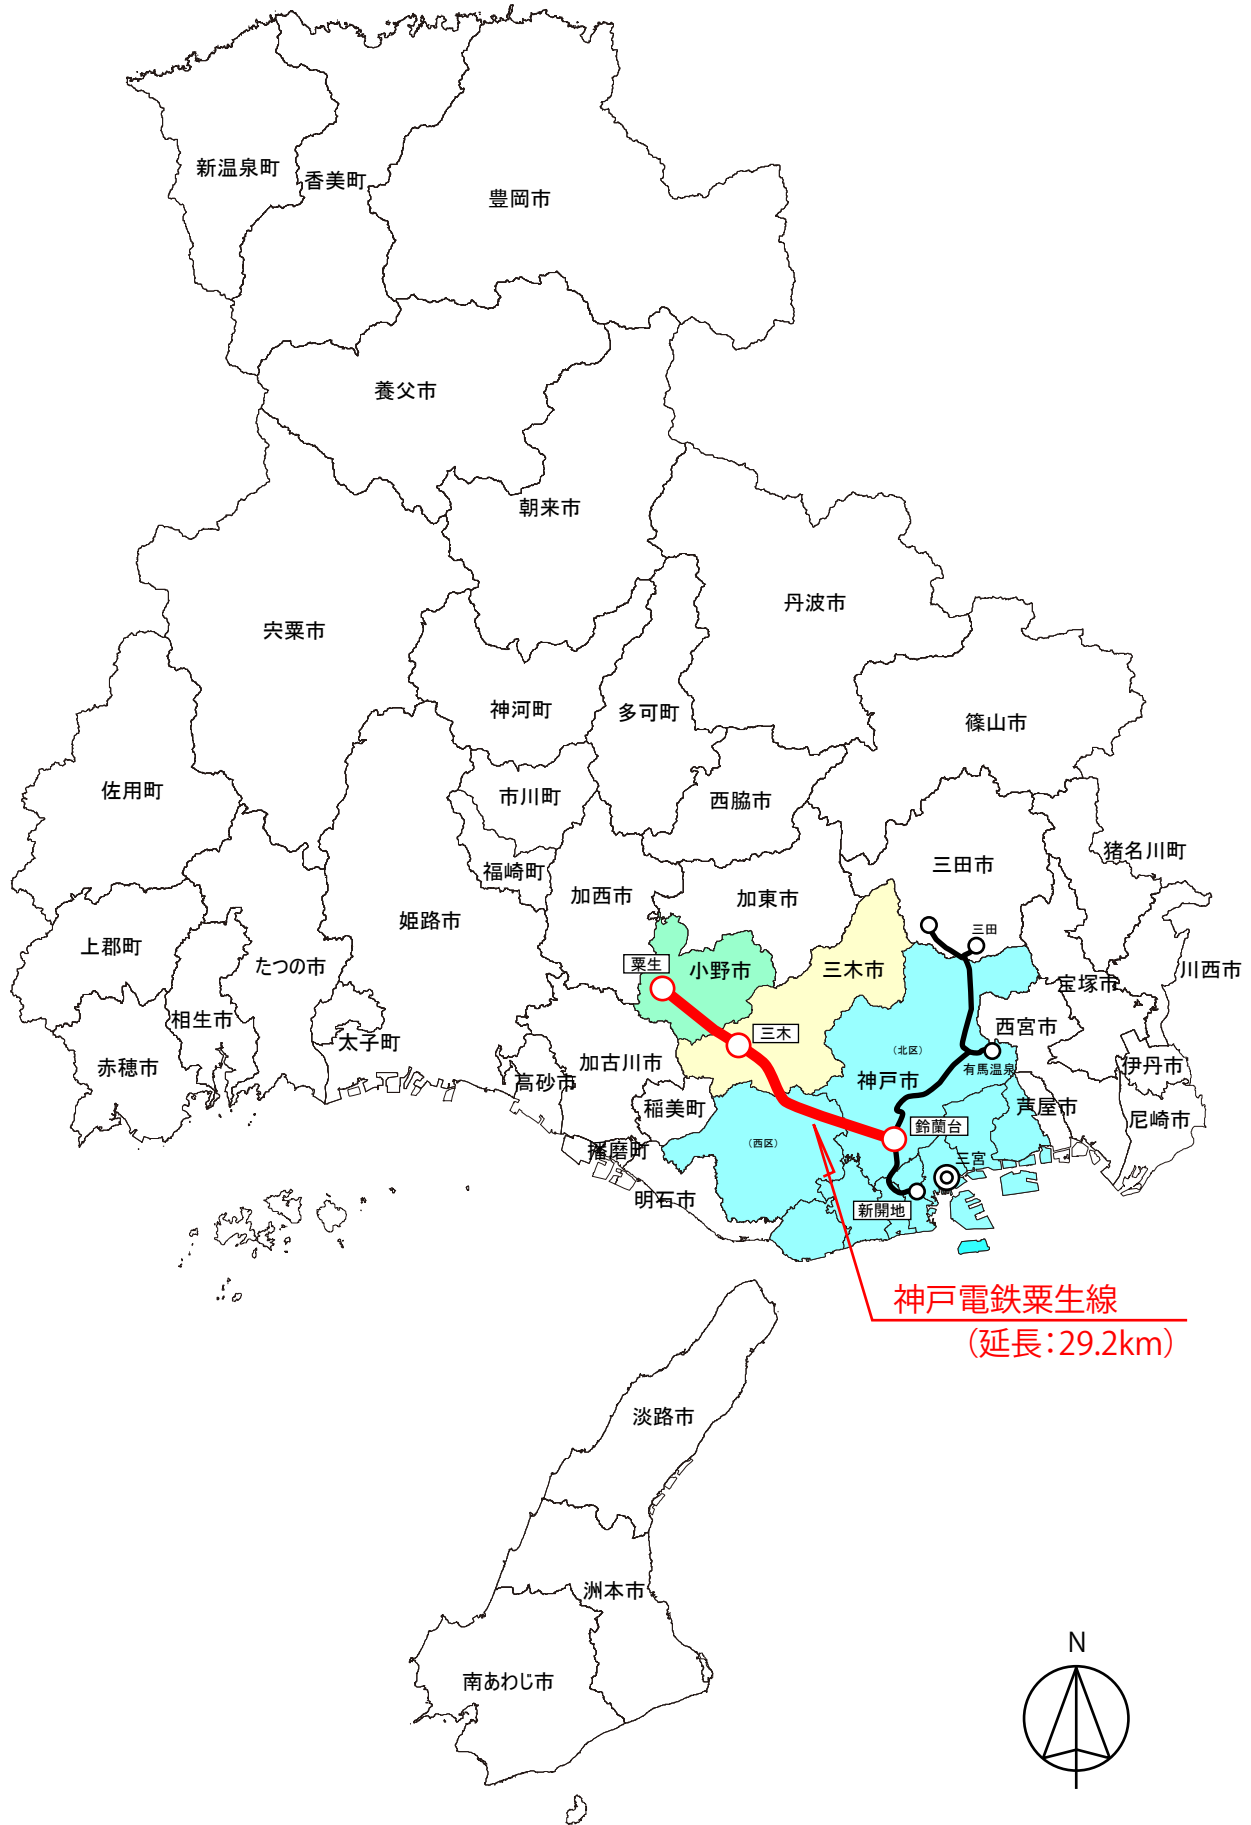 新温泉町
香美町
豊岡市
養父市
朝来市
丹波市
宍粟市
神河町
多可町
篠山市
佐用町
市川町
西脇市
猪名川町
福崎町
加西市
加東市
三田市
姫路市
上郡町
三田
たつの市
粟生
小野市
三木市
川西市
宝塚市
相生市
西宮市
太子町
三木
赤穂市
加古川市
(北区)
有馬温泉
伊丹市
高砂市
神戸市
稲美町
芦屋市
尼崎市
鈴蘭台
播磨町
(西区)
三宮
明石市
新開地
神戸電鉄粟生線
(延長:29.2km)
淡路市
洲本市
南あわじ市
N